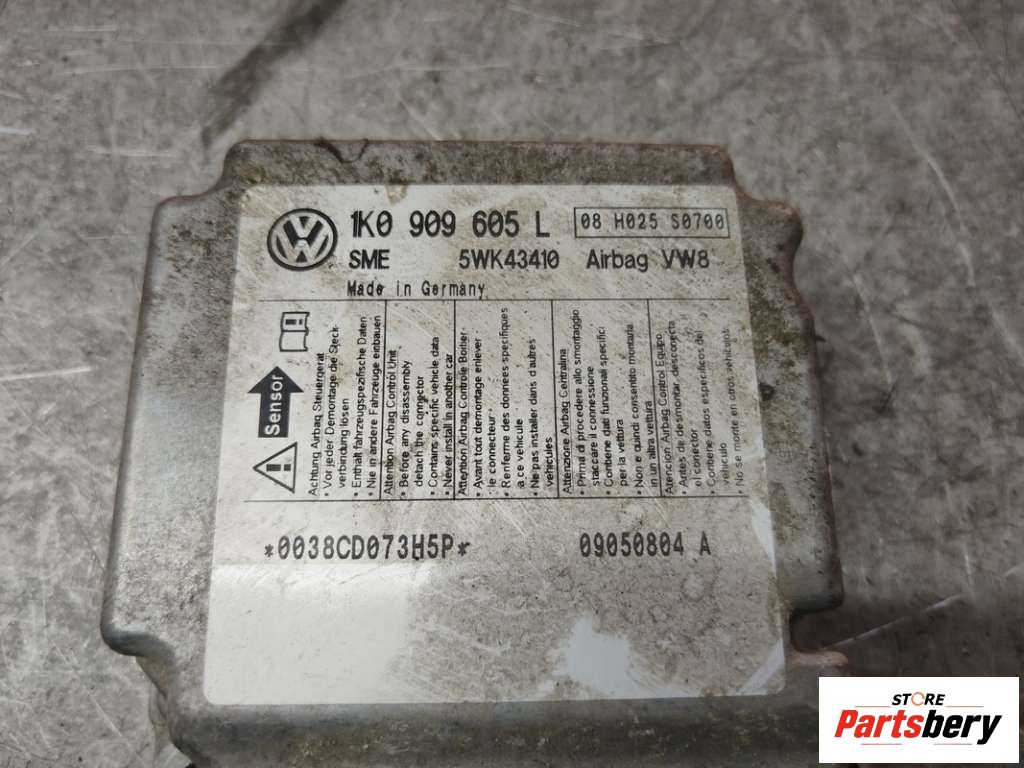 1K0 909 605 L
08 H025 S0700
SME 5WK43410 Airbag VW8
Made in Germany
Sensor
Achtung Airbag Steuergerät
• Vor jeder Demontage die Steck-
verbindung lösen
• Enthält fahrzeugspezifische Daten
• Nie in andere Fahrzeuge einbauen
Attention Airbag Control Unit
• Before any disassembly
detach the connector
• Contains specific vehicle data
• Never install in another car
Attention Airbag Controle Boitier
• Avant tout demontage enlever
le connecteur
• Renferme des donnees specifiques
a ce vehicule
• Ne pas installer dans d'autres
vehicules
Attenzione Airbag Centralina
• Prima di procedere allo smontaggio
staccare il connessione
• Contiene dati funzionali specifici
per la vettura
• Non e quindi consentito montarla
in un altra vettura
Atencion Airbag Control Equipo
• Antes de desmontar desconecta
el conector
• Contiene datos especificos del
vehiculo
• No se monte en otros vehiculos
*0038CD073H5P* 09050804 A
STORE
Partsbery